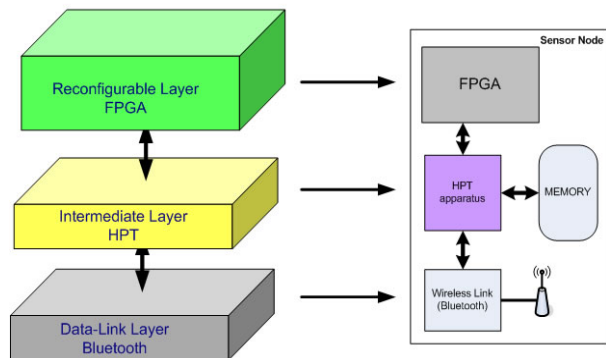 Reconfigurable Layer
FPGA
Intermediate Layer
HPT
Data-Link Layer
Bluetooth
Sensor Node
FPGA
HPT
apparatus
MEMORY
Wireless Link
(Bluetooth)